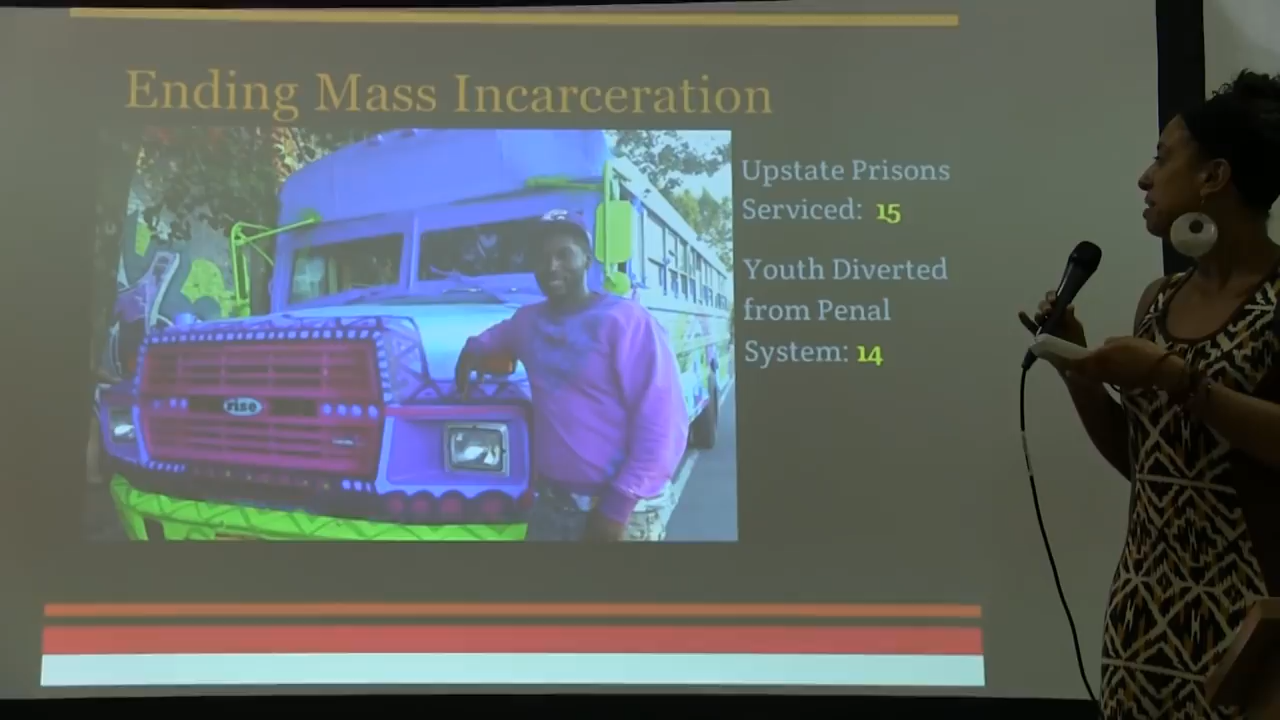 Ending Mass Incarceration
Upstate Prisons
Serviced: 15
Youth Diverted
from Penal
System: 14
rise